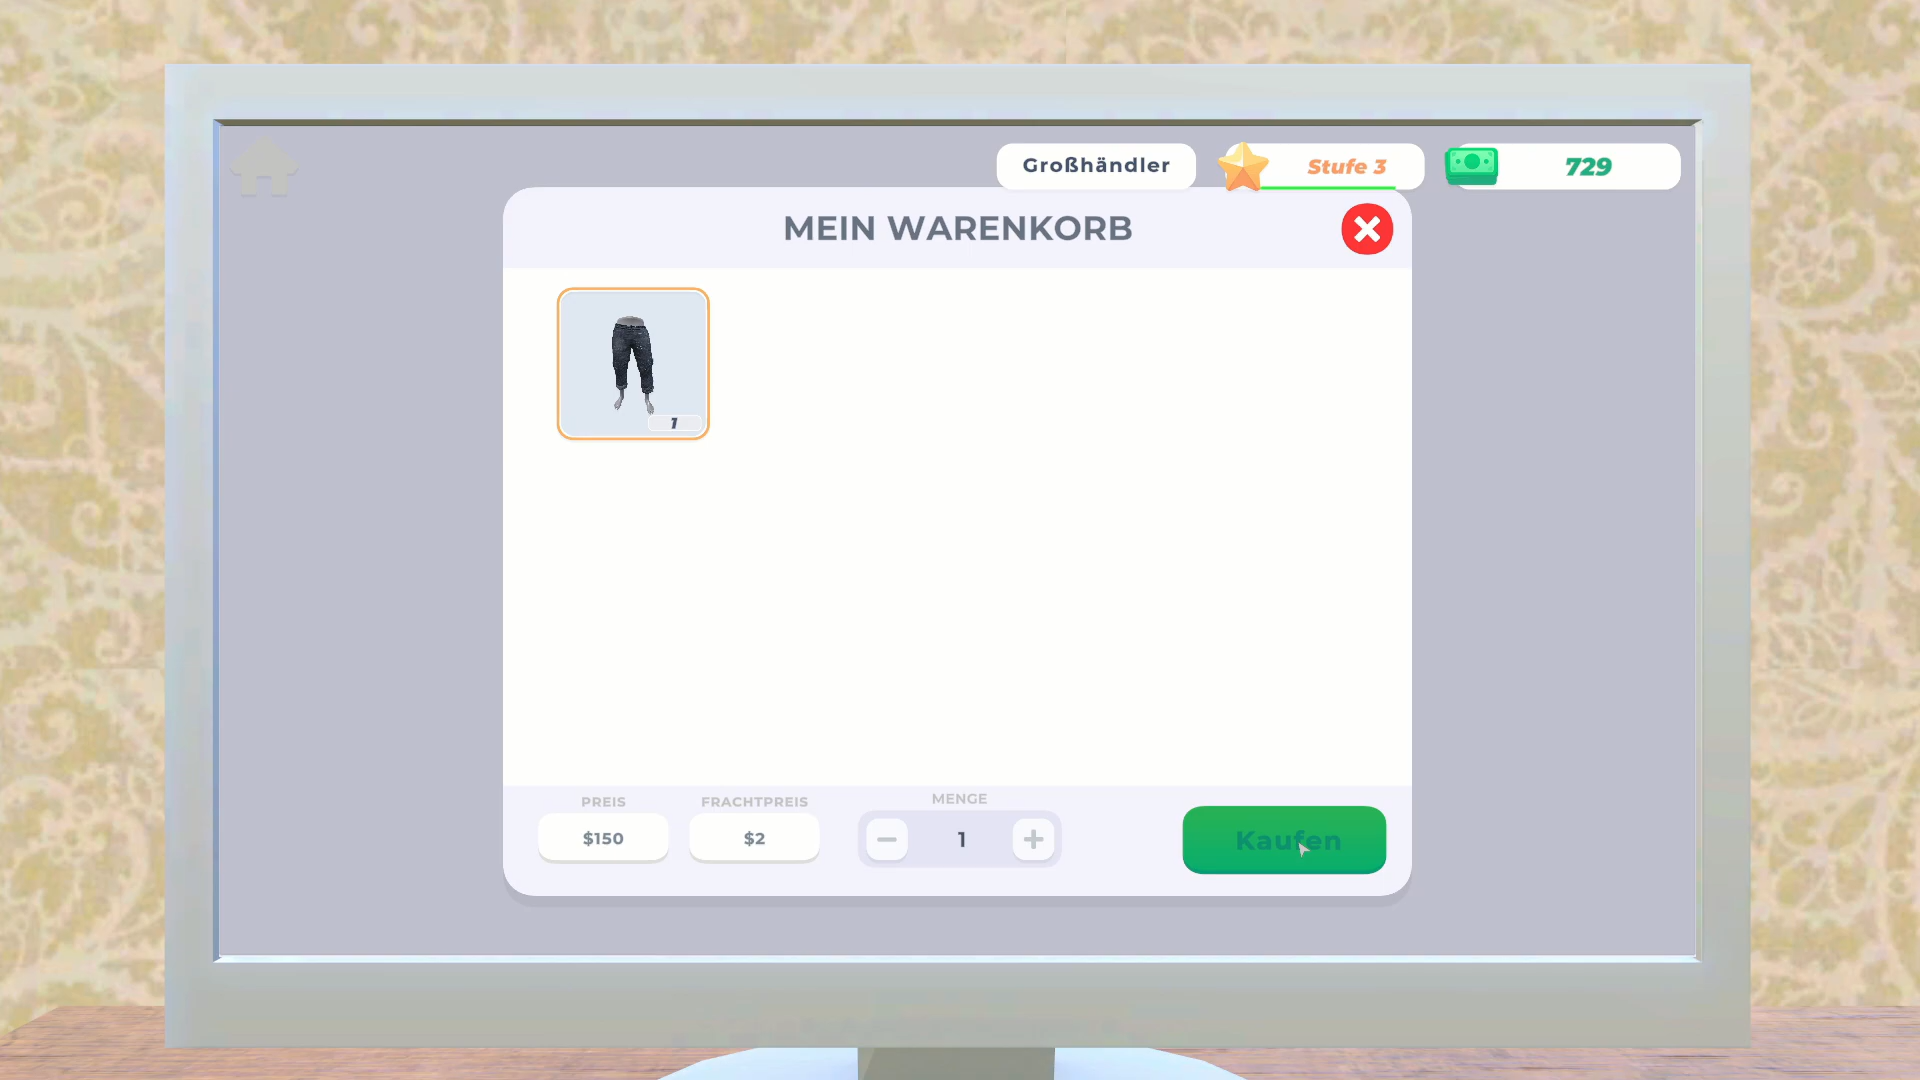 Großhändler
Stufe 3
729
MEIN WARENKORB
1
PREIS
FRACHTPREIS
MENGE
$150
$2
1
Kaufen